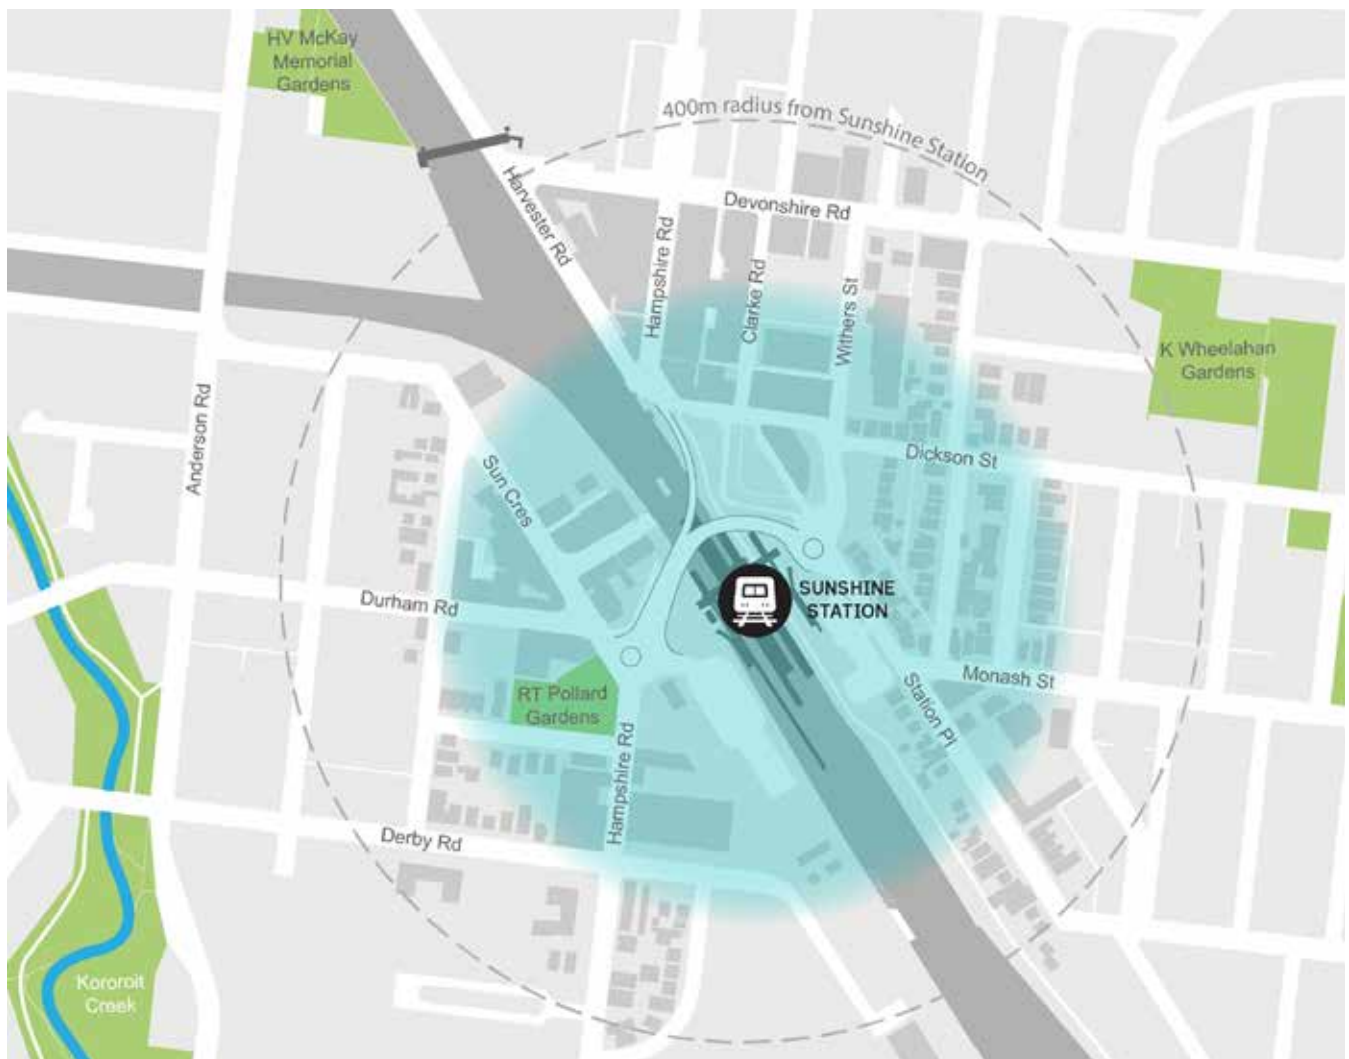 HV McKay
Memorial
Gardens
400m radius from Sunshine Station
Harvester Rd
Hampshire Rd
Devonshire Rd
Clarke Rd
Withers St
K Wheelahan
Gardens
Anderson Rd
Sun Cres
Dickson St
SUNSHINE
STATION
Durham Rd
RT Pollard
Gardens
Monash St
Station Pl
Hampshire Rd
Derby Rd
Kororoit
Creek